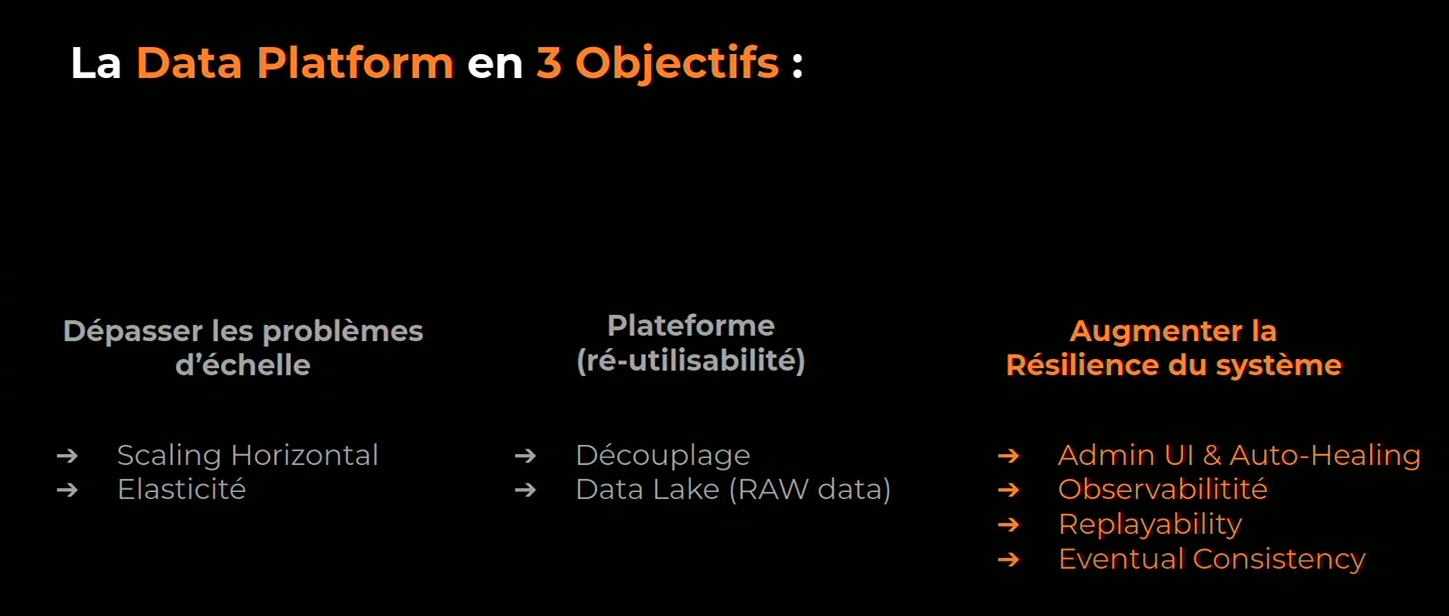 La Data Platform en 3 Objectifs :
Dépasser les problèmes
d'échelle
➔ Scaling Horizontal
➔ Elasticité
Plateforme
(ré-utilisabilité)
➔ Découplage
➔ Data Lake (RAW data)
Augmenter la
Résilience du système
➔ Admin UI & Auto-Healing
➔ Observabilitité
➔ Replayability
➔ Eventual Consistency